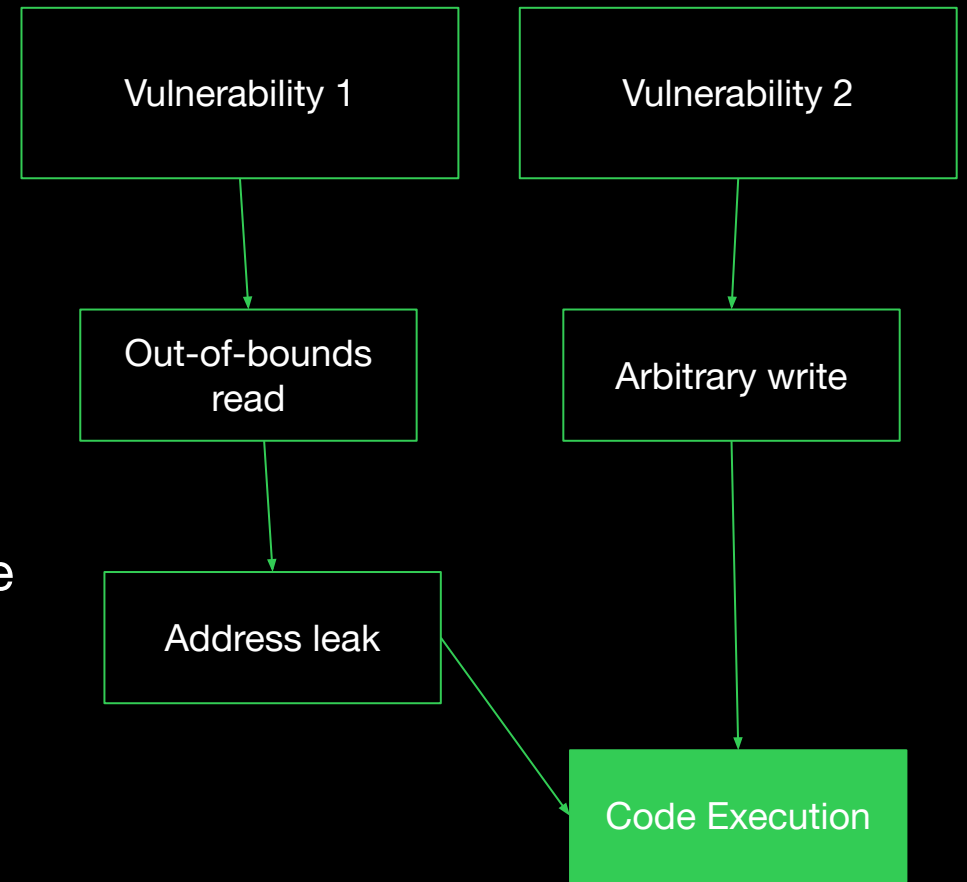 Vulnerability 1
Vulnerability 2
Out-of-bounds
read
Arbitrary write
e
Address leak
Code Execution